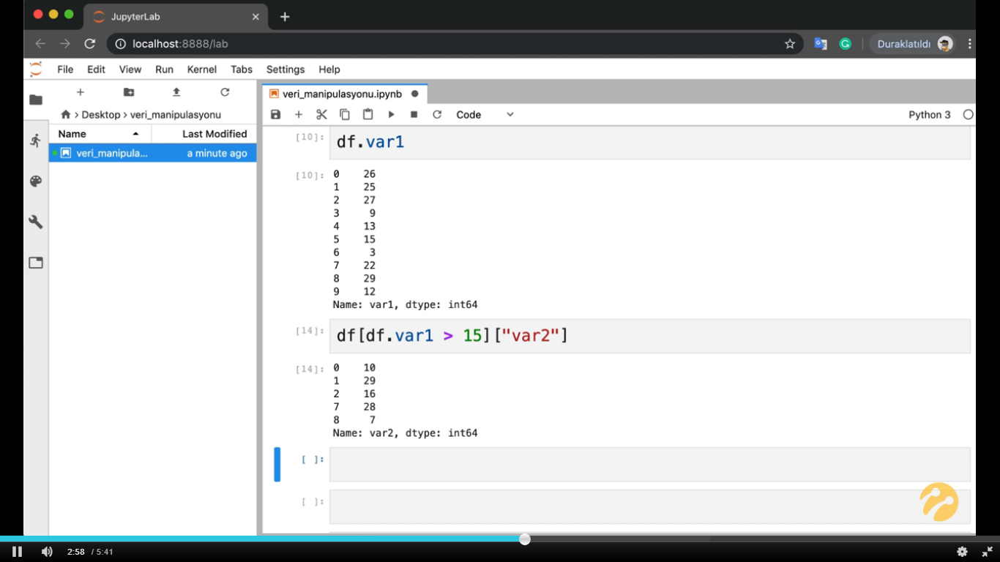 JupyterLab
localhost:8888/lab
Duraklatıldı
File Edit View Run Kernel Tabs Settings Help
Desktop > veri_manipulasyonu
Name Last Modified
veri_manipula... a minute ago
veri_manipulasyonu.ipynb
Code Python 3
[10]: df.var1
[10]: 0 26
1 25
2 27
3 9
4 13
5 15
6 3
7 22
8 29
9 12
Name: var1, dtype: int64
[14]: df[df.var1 > 15]["var2"]
[14]: 0 10
1 29
2 16
7 28
8 7
Name: var2, dtype: int64
[ ]:
[ ]:
2:58 / 5:41